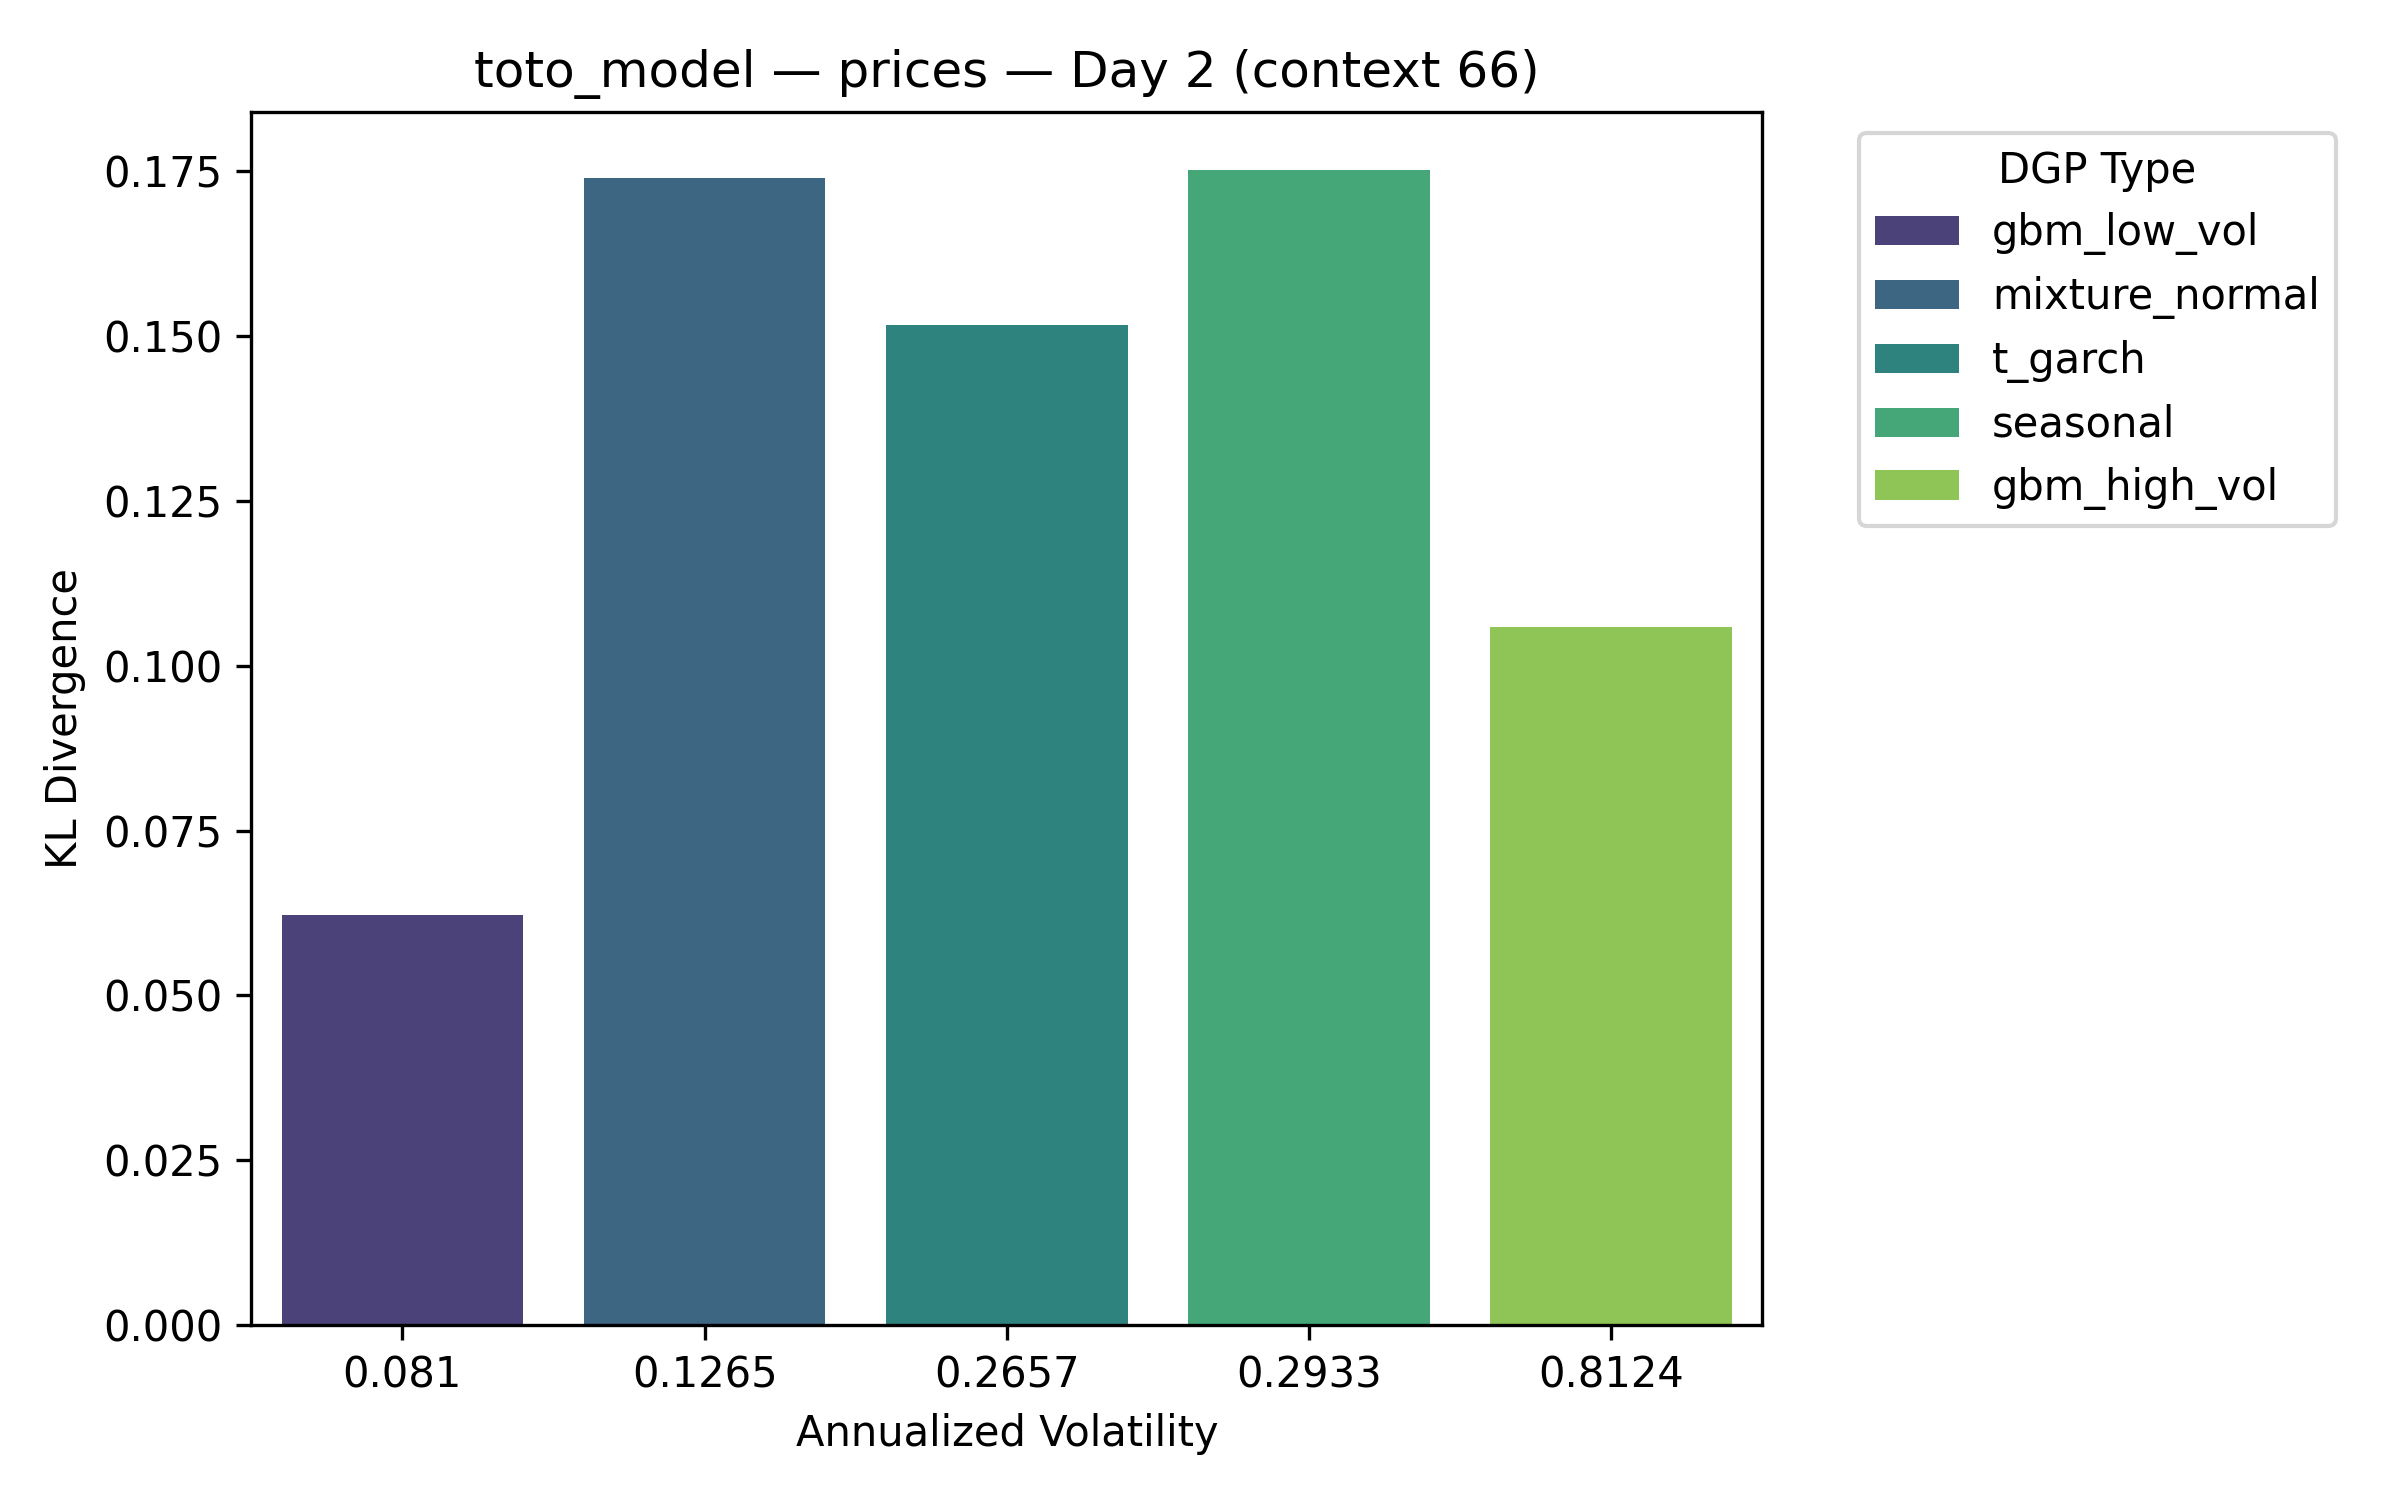 toto_model — prices — Day 2 (context 66)
KL Divergence
0.175
0.150
0.125
0.100
0.075
0.050
0.025
0.000
0.081
0.1265
0.2657
0.2933
0.8124
Annualized Volatility
DGP Type
gbm_low_vol
mixture_normal
t_garch
seasonal
gbm_high_vol